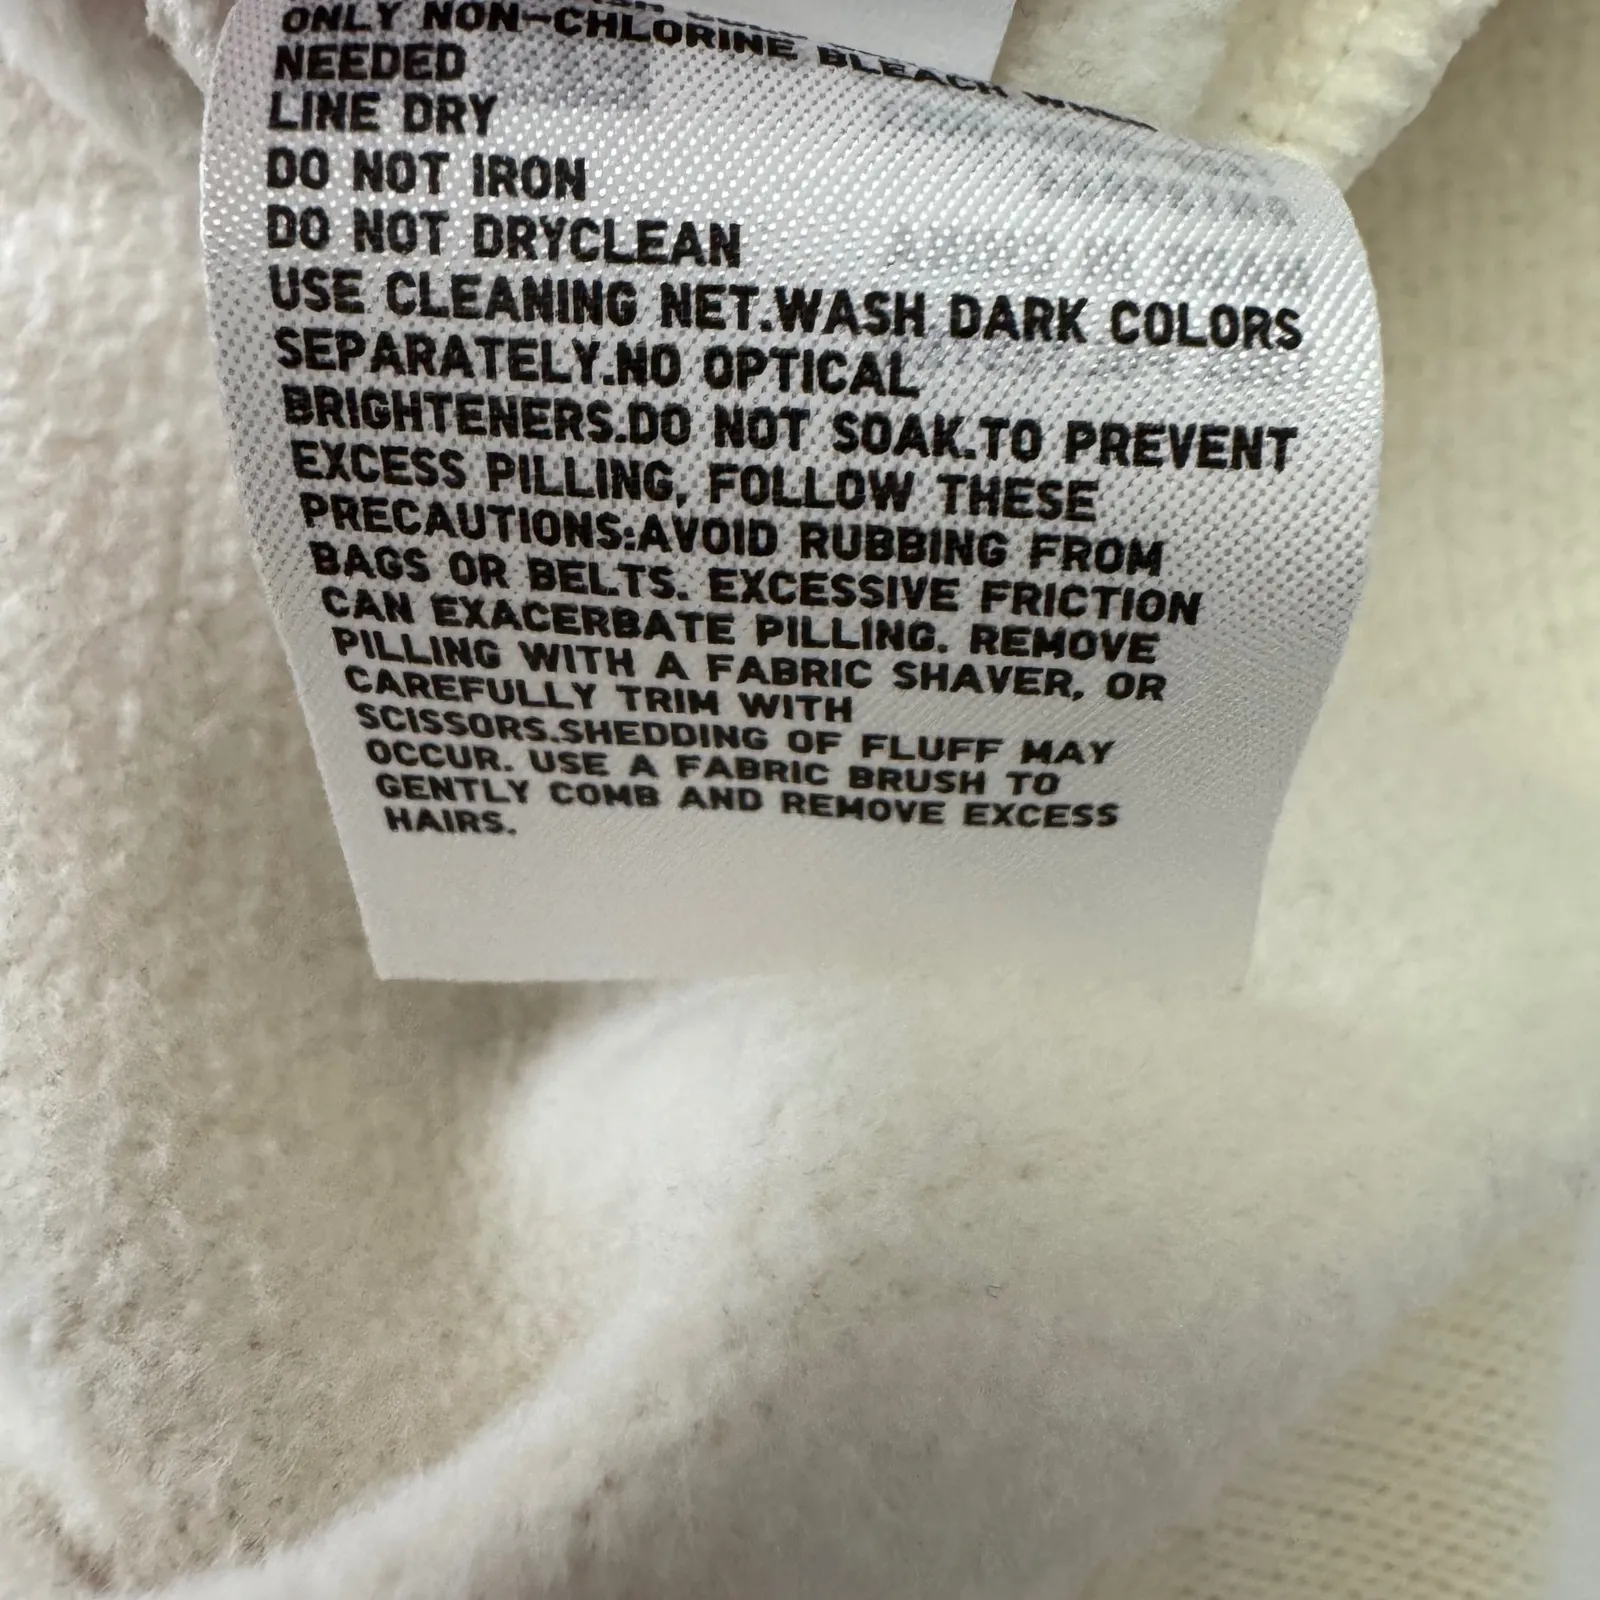 ONLY NON-CHLORINE BLEACH WHEN
NEEDED
LINE DRY
DO NOT IRON
DO NOT DRYCLEAN
USE CLEANING NET.WASH DARK COLORS
SEPARATELY.NO OPTICAL
BRIGHTENERS.DO NOT SOAK.TO PREVENT
EXCESS PILLING, FOLLOW THESE
PRECAUTIONS:AVOID RUBBING FROM
BAGS OR BELTS. EXCESSIVE FRICTION
CAN EXACERBATE PILLING. REMOVE
PILLING WITH A FABRIC SHAVER, OR
CAREFULLY TRIM WITH
SCISSORS.SHEDDING OF FLUFF MAY
OCCUR. USE A FABRIC BRUSH TO
GENTLY COMB AND REMOVE EXCESS
HAIRS.